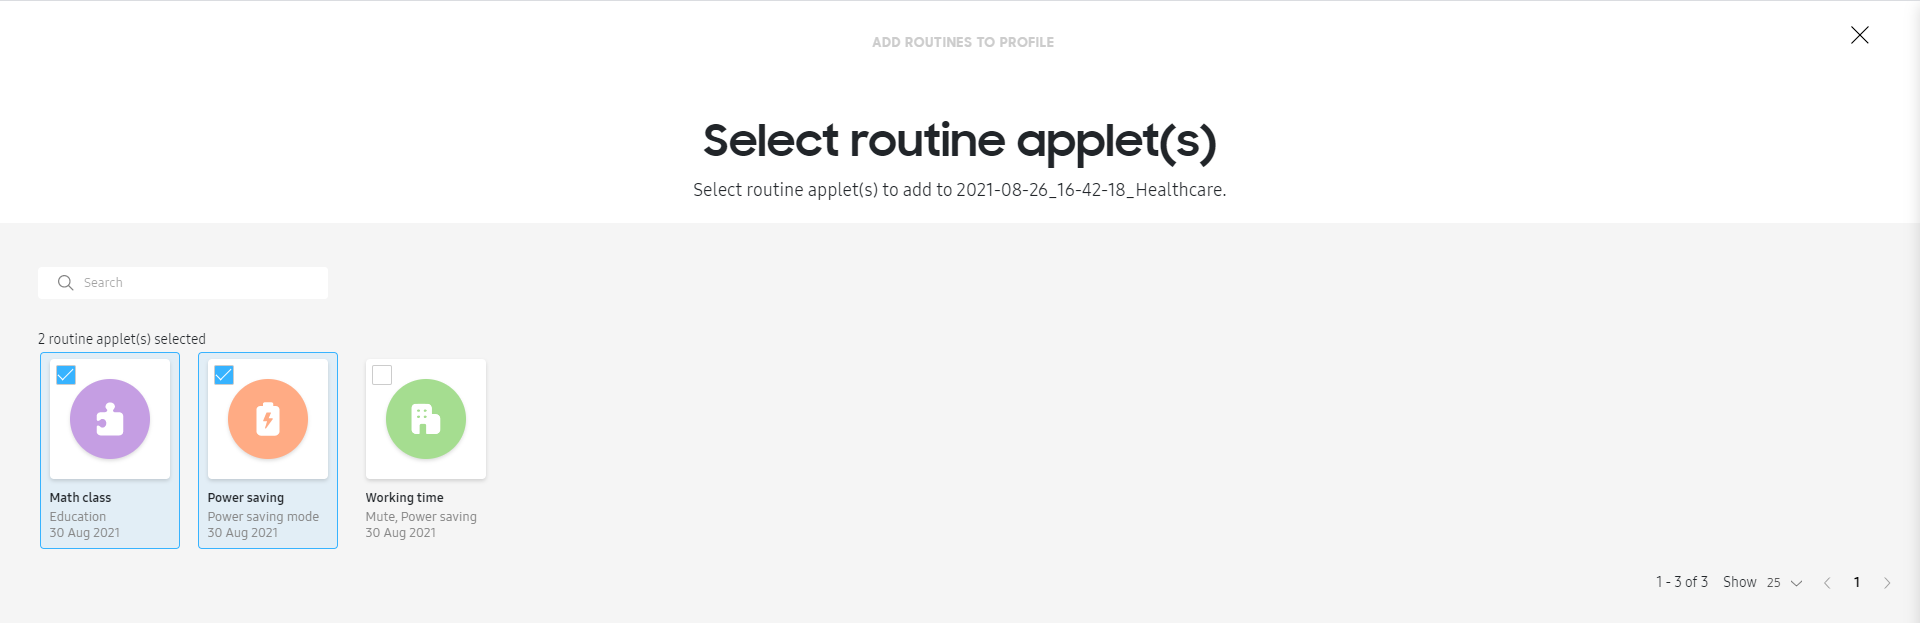 ADD ROUTINES TO PROFILE
Select routine applet(s)
Select routine applet(s) to add to 2021-08-26_16-42-18_Healthcare.
Search
2 routine applet(s) selected
Math class
Education
30 Aug 2021
Power saving
Power saving mode
30 Aug 2021
Working time
Mute, Power saving
30 Aug 2021
1 - 3 of 3 Show 25 1